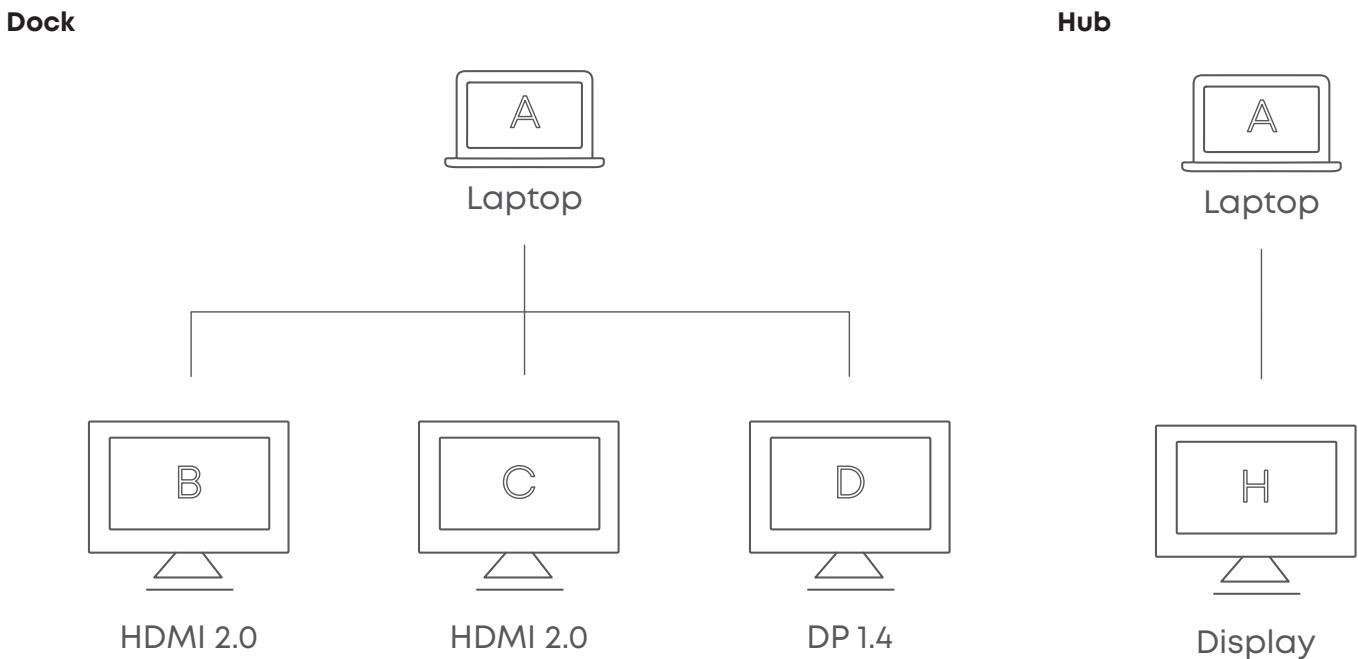 Dock
A
Laptop
B
C
D
HDMI 2.0
HDMI 2.0
DP 1.4
Hub
A
Laptop
H
Display